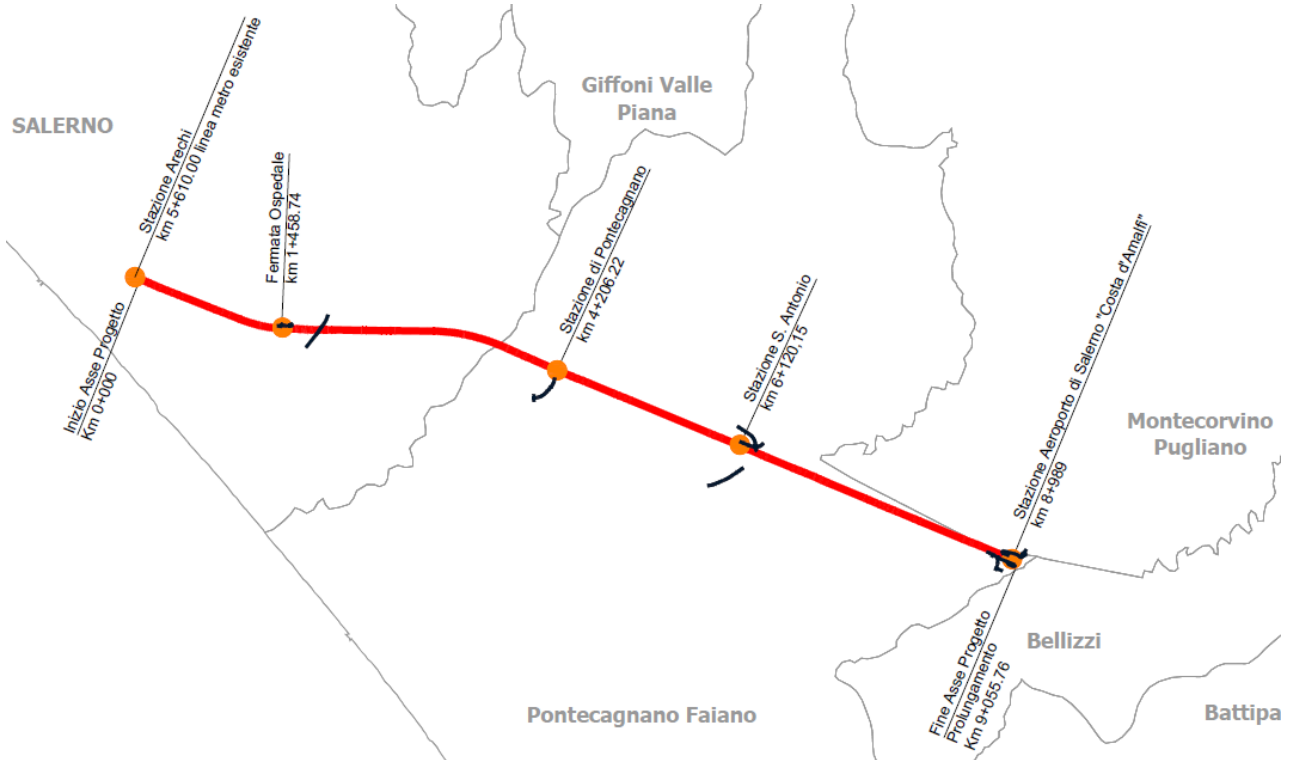 SALERNO
Giffoni Valle
Piana
Stazione Arechi
km 5+610.00 linea metro esistente
Fermata Ospedale
km 1+458.74
Stazione di Pontecagnano
km 4+206.22
Stazione S. Antonio
km 6+120,15
Stazione Aeroporto di Salerno "Costa d'Amalfi"
km 8+989
Inizio Asse Progetto
Km 0+000
Montecorvino
Pugliano
Fine Asse Progetto
Prolungamento
Km 9+055.76
Bellizzi
Pontecagnano Faiano
Battipa